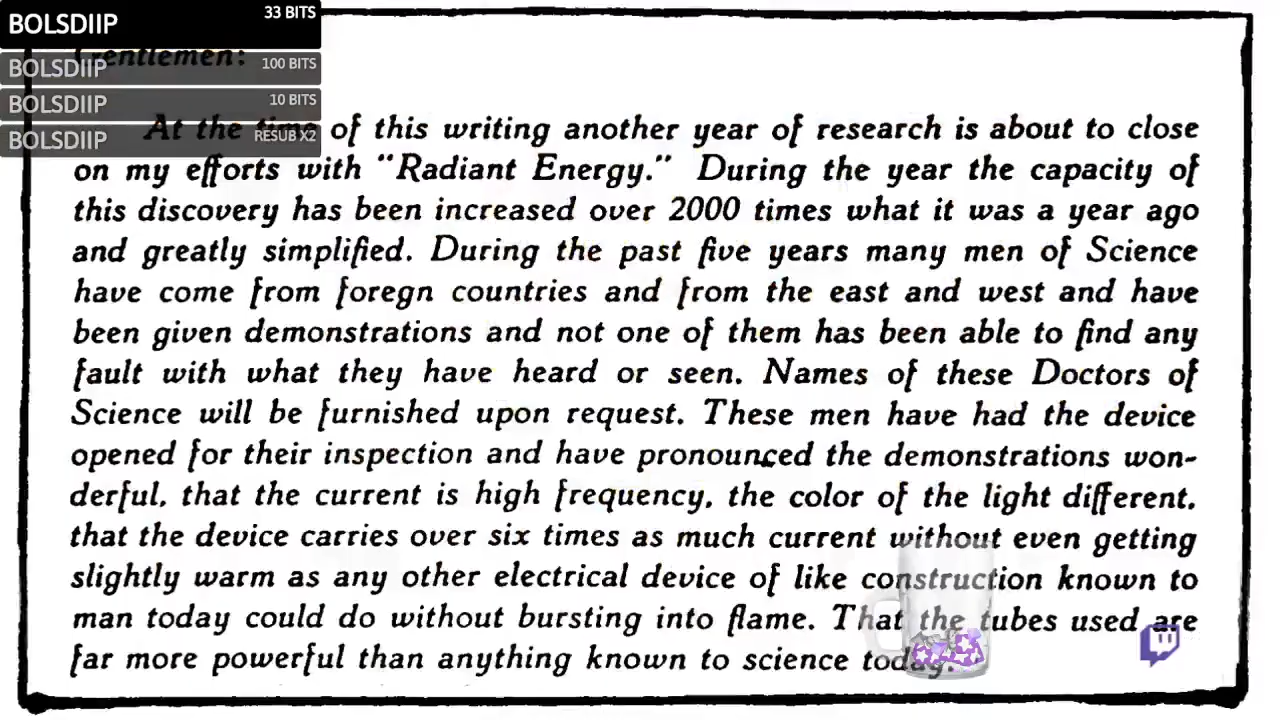 BOLSDIIP 33 BITS
BOLSDIIP 100 BITS
BOLSDIIP 10 BITS
BOLSDIIP RESUB X2
Gentlemen:
At the time of this writing another year of research is about to close
on my efforts with "Radiant Energy." During the year the capacity of
this discovery has been increased over 2000 times what it was a year ago
and greatly simplified. During the past five years many men of Science
have come from foregn countries and from the east and west and have
been given demonstrations and not one of them has been able to find any
fault with what they have heard or seen. Names of these Doctors of
Science will be furnished upon request. These men have had the device
opened for their inspection and have pronounced the demonstrations won-
derful, that the current is high frequency, the color of the light different,
that the device carries over six times as much current without even getting
slightly warm as any other electrical device of like construction known to
man today could do without bursting into flame. That the tubes used are
far more powerful than anything known to science today.